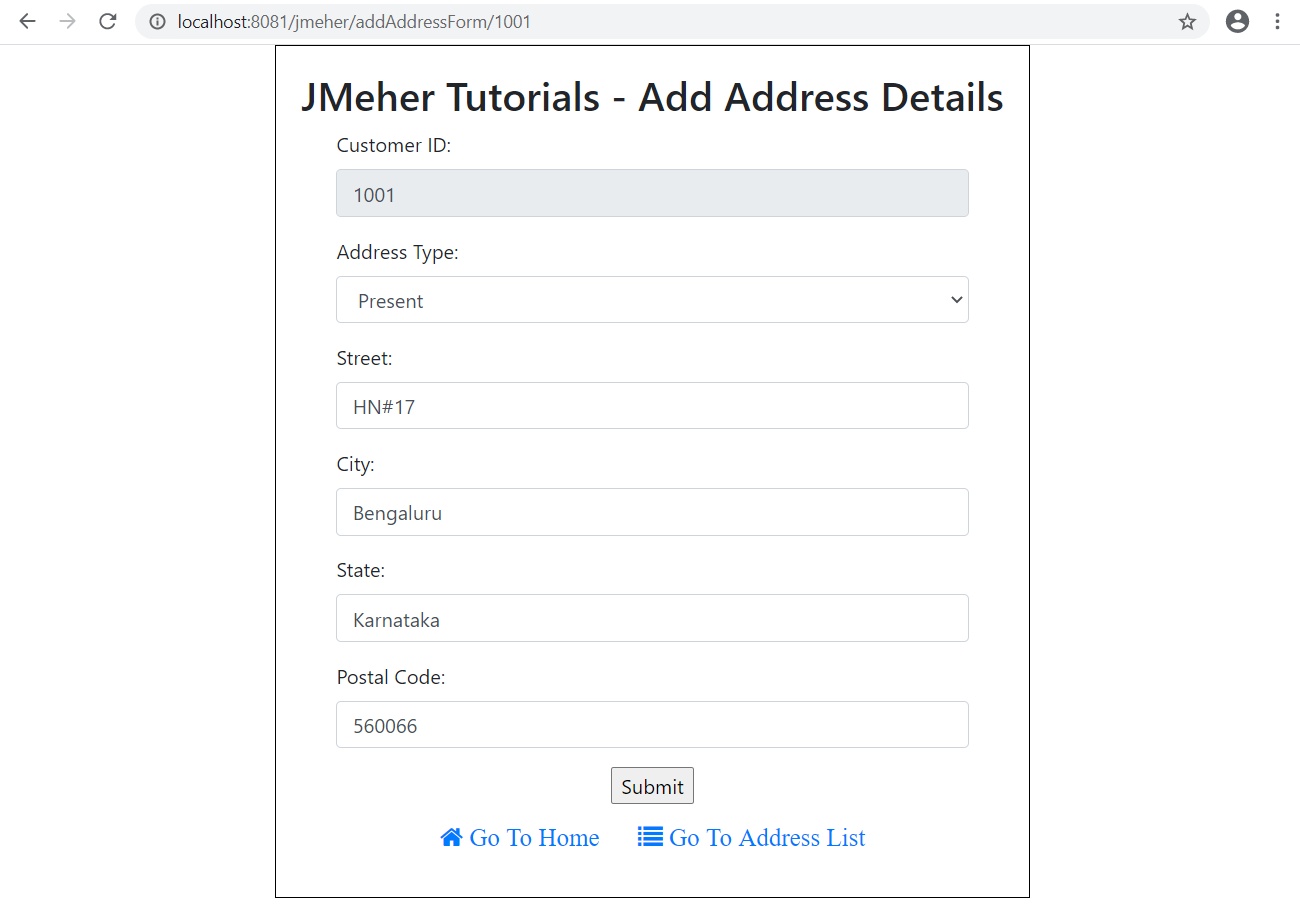 localhost:8081/jmeher/addAddressForm/1001
JMeher Tutorials - Add Address Details
Customer ID:
1001
Address Type:
Present
Street:
HN#17
City:
Bengaluru
State:
Karnataka
Postal Code:
560066
Submit
Go To Home Go To Address List